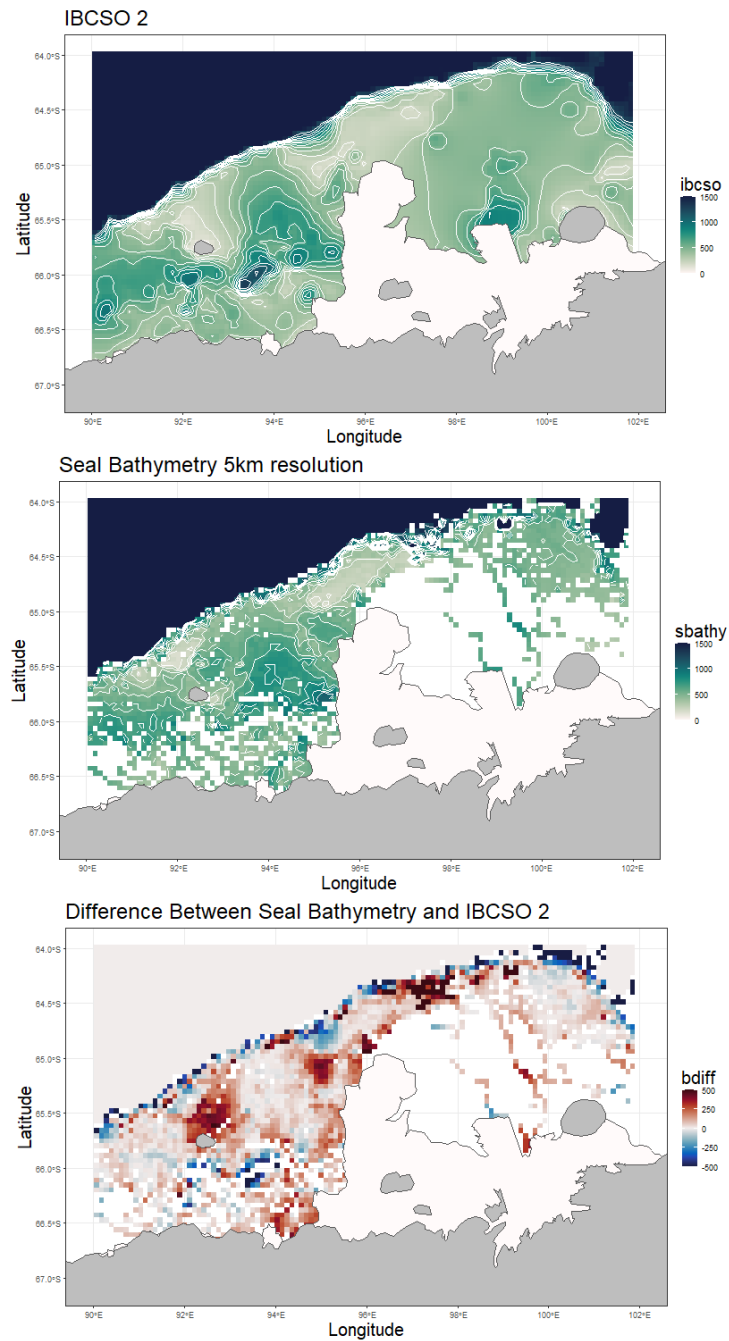 IBCSO 2
64.0°S
64.5°S
65.0°S
65.5°S
66.0°S
66.5°S
67.0°S
Latitude
90°E 92°E 94°E 96°E 98°E 100°E 102°E
Longitude
ibcso
1500
1000
500
0
Seal Bathymetry 5km resolution
64.0°S
64.5°S
65.0°S
65.5°S
66.0°S
66.5°S
67.0°S
Latitude
90°E 92°E 94°E 96°E 98°E 100°E 102°E
Longitude
sbathy
1500
1000
500
0
Difference Between Seal Bathymetry and IBCSO 2
64.0°S
64.5°S
65.0°S
65.5°S
66.0°S
66.5°S
67.0°S
Latitude
90°E 92°E 94°E 96°E 98°E 100°E 102°E
Longitude
bdiff
500
250
0
-250
-500